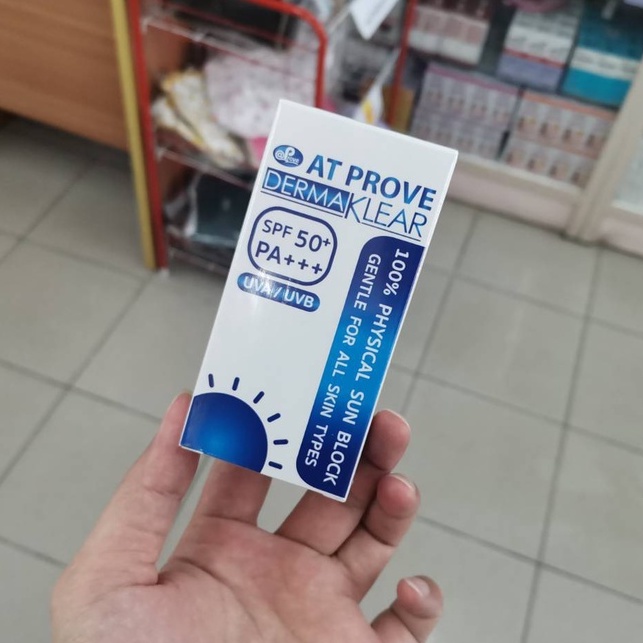 AT PROVE
DERMAKLEAR
SPF 50+
PA+++
UVA / UVB
100% PHYSICAL SUN BLOCK
GENTLE FOR ALL SKIN TYPES